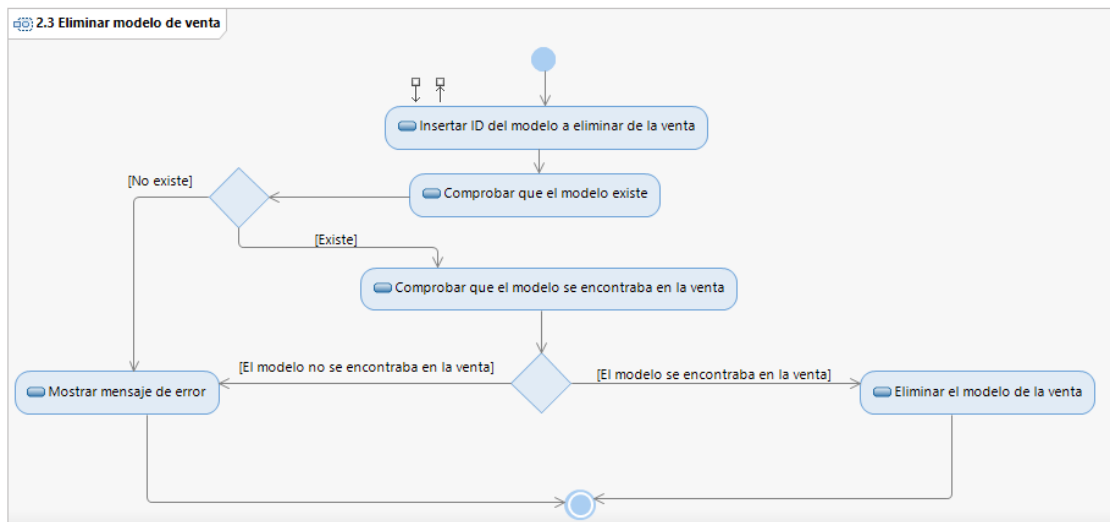 2.3 Eliminar modelo de venta
Insertar ID del modelo a eliminar de la venta
[No existe]
Comprobar que el modelo existe
[Existe]
Comprobar que el modelo se encontraba en la venta
[El modelo no se encontraba en la venta]
[El modelo se encontraba en la venta]
Mostrar mensaje de error
Eliminar el modelo de la venta